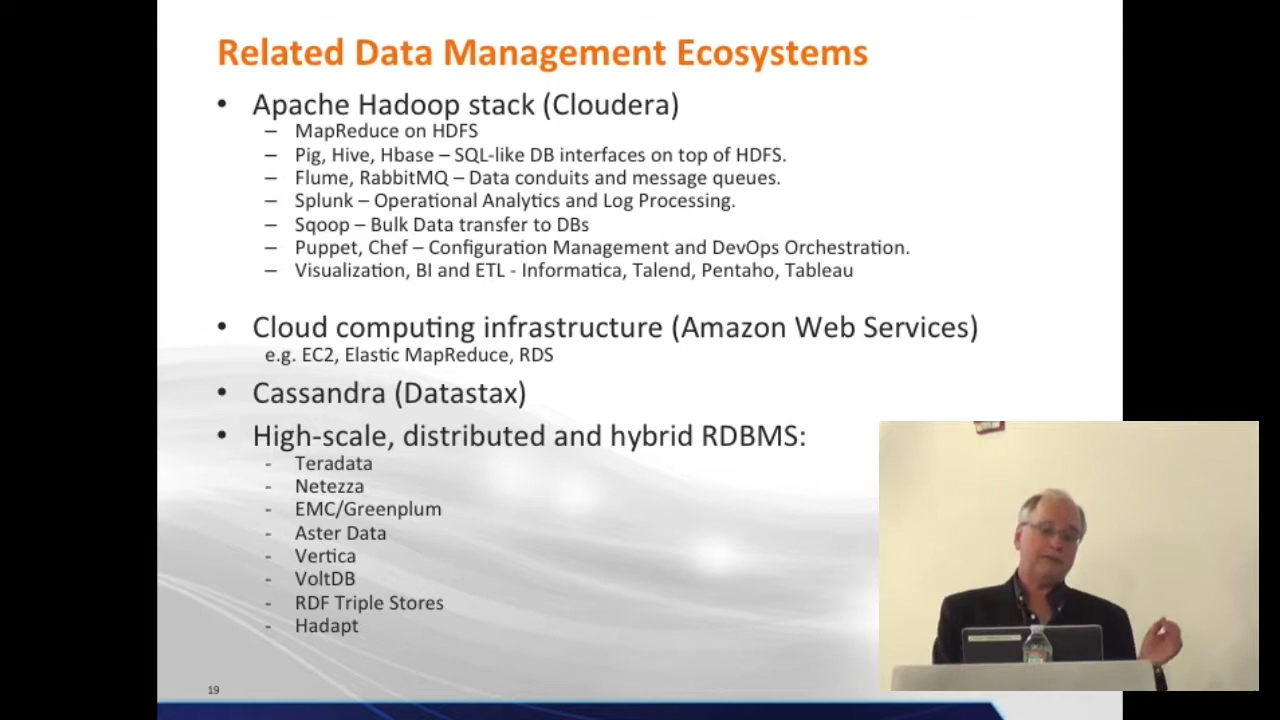 Related Data Management Ecosystems
• Apache Hadoop stack (Cloudera)
– MapReduce on HDFS
– Pig, Hive, Hbase – SQL-like DB interfaces on top of HDFS.
– Flume, RabbitMQ – Data conduits and message queues.
– Splunk – Operational Analytics and Log Processing.
– Sqoop – Bulk Data transfer to DBs
– Puppet, Chef – Configuration Management and DevOps Orchestration.
– Visualization, BI and ETL - Informatica, Talend, Pentaho, Tableau
• Cloud computing infrastructure (Amazon Web Services)
e.g. EC2, Elastic MapReduce, RDS
• Cassandra (Datastax)
• High-scale, distributed and hybrid RDBMS:
- Teradata
- Netezza
- EMC/Greenplum
- Aster Data
- Vertica
- VoltDB
- RDF Triple Stores
- Hadapt
19